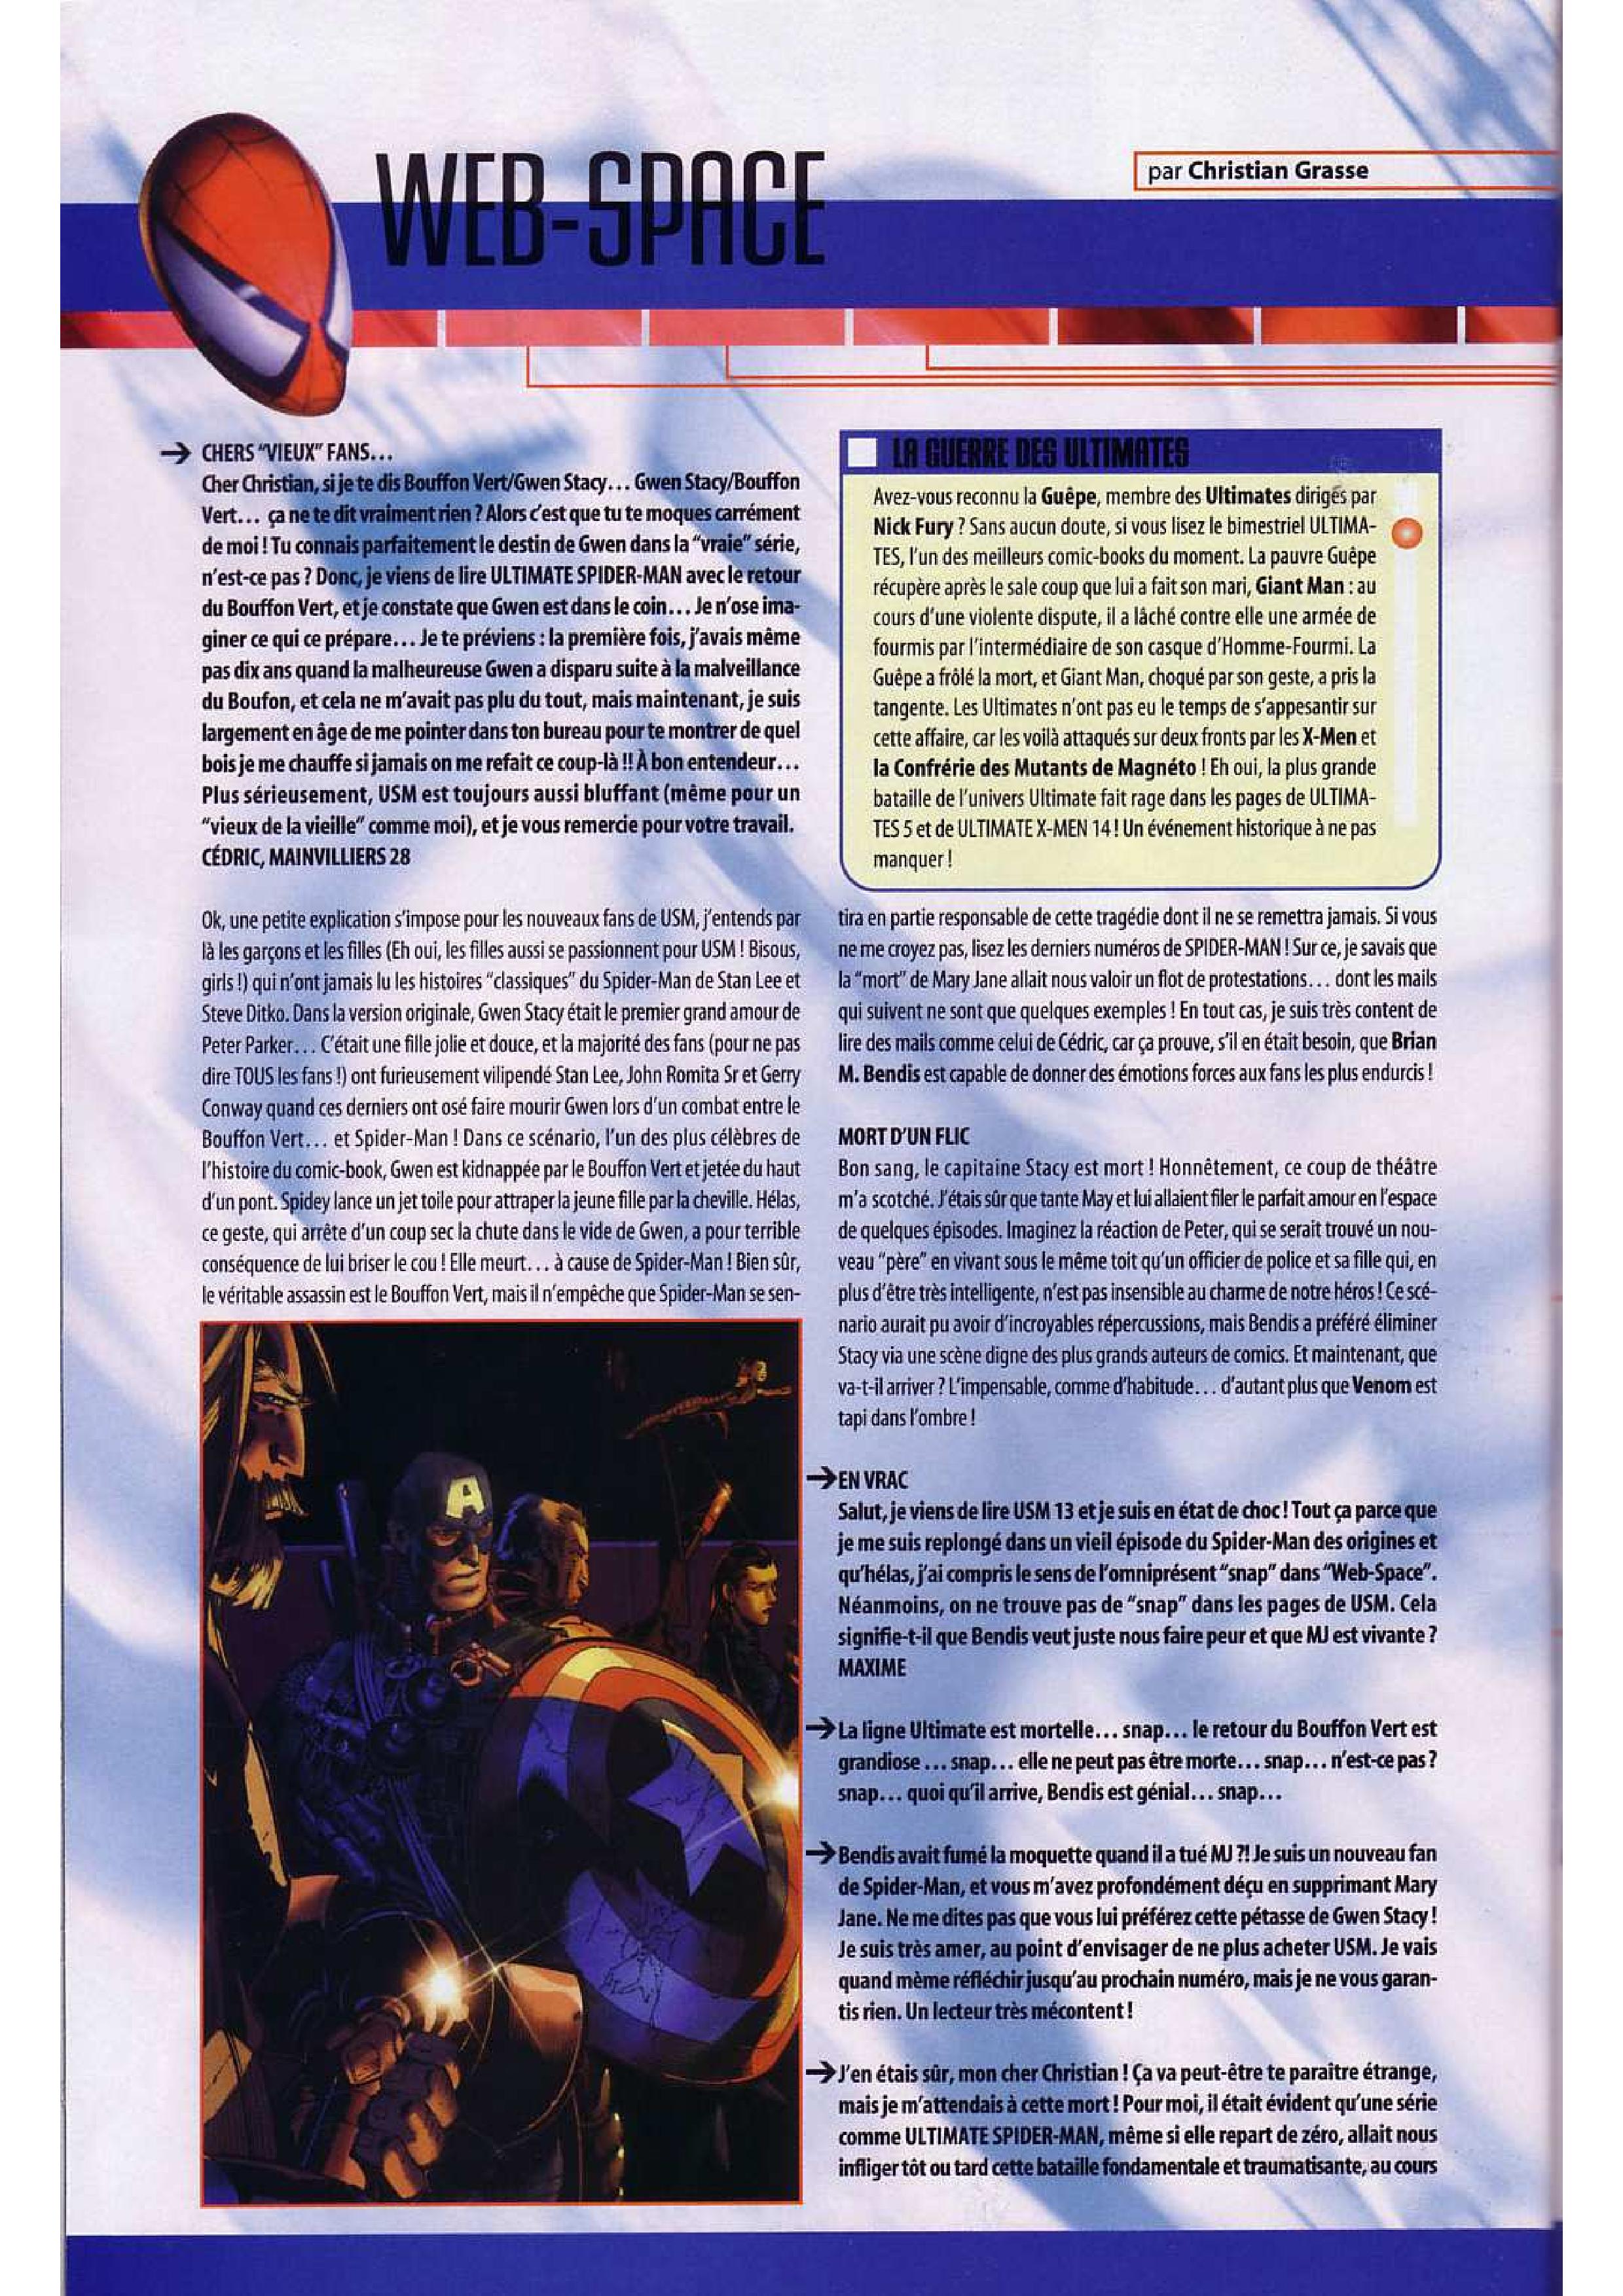 WEB-SPACE
par Christian Grasse
→ CHERS “VIEUX” FANS…
Cher Christian, si je te dis Bouffon Vert/Gwen Stacy… Gwen Stacy/Bouffon
Vert… ça ne te dit vraiment rien ? Alors c’est que tu te moques carrément
de moi ! Tu connais parfaitement le destin de Gwen dans la “vraie” série,
n’est-ce pas ? Donc, je viens de lire ULTIMATE SPIDER-MAN avec le retour
du Bouffon Vert, et je constate que Gwen est dans le coin… Je n’ose ima-
giner ce qui ce prépare… Je te préviens : la première fois, j’avais même
pas dix ans quand la malheureuse Gwen a disparu suite à la malveillance
du Boufon, et cela ne m’avait pas plu du tout, mais maintenant, je suis
largement en âge de me pointer dans ton bureau pour te montrer de quel
bois je me chauffe si jamais on me refait ce coup-là !! À bon entendeur…
Plus sérieusement, USM est toujours aussi bluffant (même pour un
“vieux de la vieille” comme moi), et je vous remercie pour votre travail.
CÉDRIC, MAINVILLIERS 28
Ok, une petite explication s’impose pour les nouveaux fans de USM, j’entends par
là les garçons et les filles (Eh oui, les filles aussi se passionnent pour USM ! Bisous,
girls !) qui n’ont jamais lu les histoires “classiques” du Spider-Man de Stan Lee et
Steve Ditko. Dans la version originale, Gwen Stacy était le premier grand amour de
Peter Parker… C’était une fille jolie et douce, et la majorité des fans (pour ne pas
dire TOUS les fans !) ont furieusement vilipendé Stan Lee, John Romita Sr et Gerry
Conway quand ces derniers ont osé faire mourir Gwen lors d’un combat entre le
Bouffon Vert… et Spider-Man ! Dans ce scénario, l’un des plus célèbres de
l’histoire du comic-book, Gwen est kidnappée par le Bouffon Vert et jetée du haut
d’un pont. Spidey lance un jet toile pour attraper la jeune fille par la cheville. Hélas,
ce geste, qui arrête d’un coup sec la chute dans le vide de Gwen, a pour terrible
conséquence de lui briser le cou ! Elle meurt… à cause de Spider-Man ! Bien sûr,
le véritable assassin est le Bouffon Vert, mais il n’empêche que Spider-Man se sen-
A
LA GUERRE DES ULTIMATES
Avez-vous reconnu la Guêpe, membre des Ultimates dirigés par
Nick Fury ? Sans aucun doute, si vous lisez le bimestriel ULTIMA-
TES, l’un des meilleurs comic-books du moment. La pauvre Guêpe
récupère après le sale coup que lui a fait son mari, Giant Man : au
cours d’une violente dispute, il a lâché contre elle une armée de
fourmis par l’intermédiaire de son casque d’Homme-Fourmi. La
Guêpe a frôlé la mort, et Giant Man, choqué par son geste, a pris la
tangente. Les Ultimates n’ont pas eu le temps de s’appesantir sur
cette affaire, car les voilà attaqués sur deux fronts par les X-Men et
la Confrérie des Mutants de Magnéto ! Eh oui, la plus grande
bataille de l’univers Ultimate fait rage dans les pages de ULTIMA-
TES 5 et de ULTIMATE X-MEN 14 ! Un événement historique à ne pas
manquer !
tira en partie responsable de cette tragédie dont il ne se remettra jamais. Si vous
ne me croyez pas, lisez les derniers numéros de SPIDER-MAN ! Sur ce, je savais que
la “mort” de Mary Jane allait nous valoir un flot de protestations… dont les mails
qui suivent ne sont que quelques exemples ! En tout cas, je suis très content de
lire des mails comme celui de Cédric, car ça prouve, s’il en était besoin, que Brian
M. Bendis est capable de donner des émotions forces aux fans les plus endurcis !
MORT D’UN FLIC
Bon sang, le capitaine Stacy est mort ! Honnêtement, ce coup de théâtre
m’a scotché. J’étais sûr que tante May et lui allaient filer le parfait amour en l’espace
de quelques épisodes. Imaginez la réaction de Peter, qui se serait trouvé un nou-
veau “père” en vivant sous le même toit qu’un officier de police et sa fille qui, en
plus d’être très intelligente, n’est pas insensible au charme de notre héros ! Ce scé-
nario aurait pu avoir d’incroyables répercussions, mais Bendis a préféré éliminer
Stacy via une scène digne des plus grands auteurs de comics. Et maintenant, que
va-t-il arriver ? L’impensable, comme d’habitude… d’autant plus que Venom est
tapi dans l’ombre !
→ EN VRAC
Salut, je viens de lire USM 13 et je suis en état de choc ! Tout ça parce que
je me suis replongé dans un vieil épisode du Spider-Man des origines et
qu’hélas, j’ai compris le sens de l’omniprésent “snap” dans “Web-Space”.
Néanmoins, on ne trouve pas de “snap” dans les pages de USM. Cela
signifie-t-il que Bendis veut juste nous faire peur et que MJ est vivante ?
MAXIME
→ La ligne Ultimate est mortelle… snap… le retour du Bouffon Vert est
grandiose … snap… elle ne peut pas être morte… snap… n’est-ce pas ?
snap… quoi qu’il arrive, Bendis est génial… snap…
→ Bendis avait fumé la moquette quand il a tué MJ ?! Je suis un nouveau fan
de Spider-Man, et vous m’avez profondément déçu en supprimant Mary
Jane. Ne me dites pas que vous lui préférez cette pétasse de Gwen Stacy !
Je suis très amer, au point d’envisager de ne plus acheter USM. Je vais
quand mème réfléchir jusqu’au prochain numéro, mais je ne vous garan-
tis rien. Un lecteur très mécontent !
→ J’en étais sûr, mon cher Christian ! Ça va peut-être te paraître étrange,
mais je m’attendais à cette mort ! Pour moi, il était évident qu’une série
comme ULTIMATE SPIDER-MAN, même si elle repart de zéro, allait nous
infliger tôt ou tard cette bataille fondamentale et traumatisante, au cours